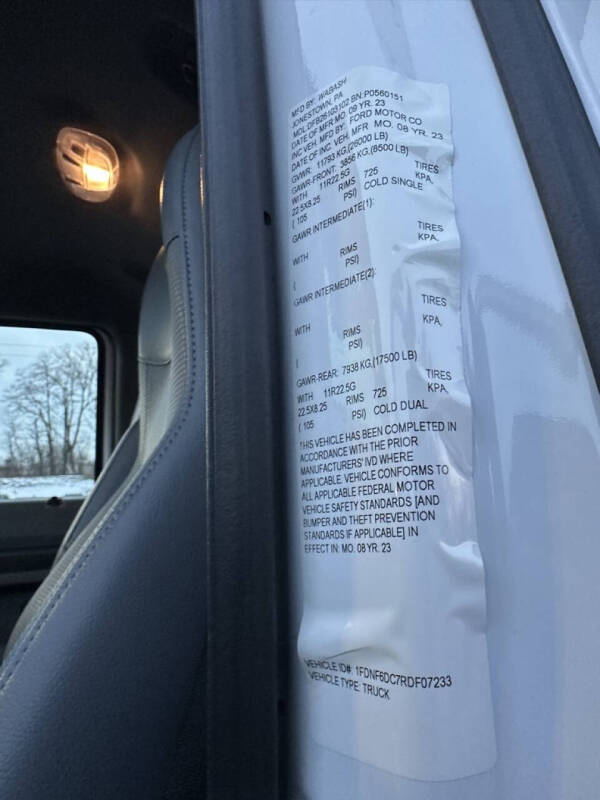 MFD BY: WABASH
JONESTOWN, PA
MDL:DFB26103102 BN:P0560151
DATE OF MFR MO. 08 YR. 23
INC VEH. MFD BY: FORD MOTOR CO
DATE OF INC. VEH. MFR MO. 08 YR. 23
GVWR: 11793 KG,(26000 LB)
GAWR-FRONT: 3856 KG,(8500 LB)
WITH 11R22.5G TIRES
22.5X8.25 RIMS 725 KPA,
( 105 PSI) COLD SINGLE
GAWR INTERMEDIATE(1):
TIRES
WITH RIMS KPA,
( PSI)
GAWR INTERMEDIATE(2):
TIRES
WITH RIMS KPA,
( PSI)
GAWR-REAR: 7938 KG,(17500 LB)
WITH 11R22.5G TIRES
22.5X8.25 RIMS 725 KPA,
( 105 PSI) COLD DUAL
THIS VEHICLE HAS BEEN COMPLETED IN
ACCORDANCE WITH THE PRIOR
MANUFACTURERS' IVD WHERE
APPLICABLE. VEHICLE CONFORMS TO
ALL APPLICABLE FEDERAL MOTOR
VEHICLE SAFETY STANDARDS [AND
BUMPER AND THEFT PREVENTION
STANDARDS IF APPLICABLE] IN
EFFECT IN: MO. 08 YR. 23
VEHICLE ID#: 1FDNF6DC7RDF07233
VEHICLE TYPE: TRUCK